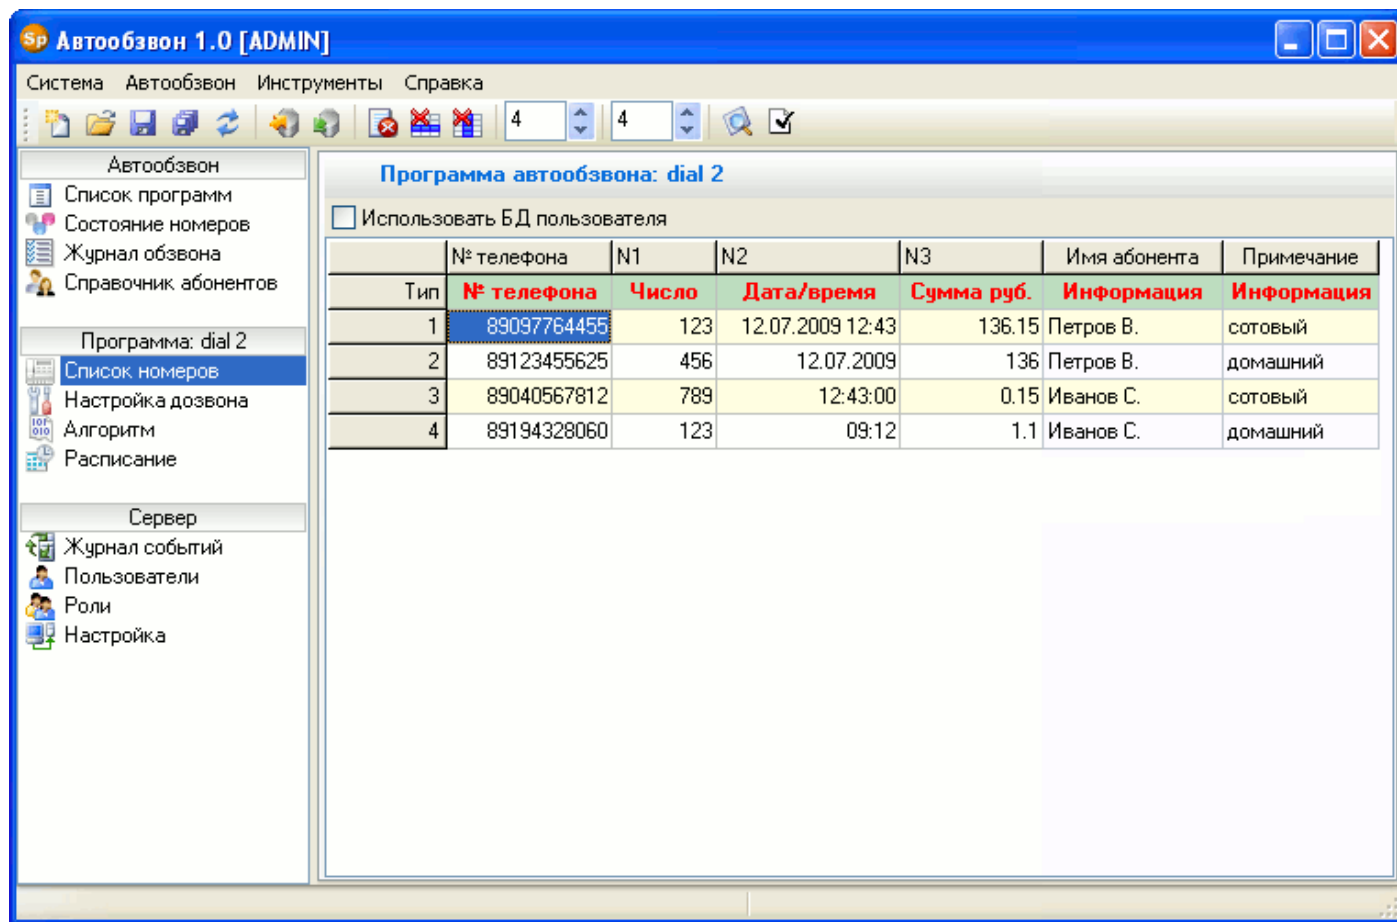 Sp Автообзвон 1.0 [ADMIN]
Система Автообзвон Инструменты Справка
4 4
Автообзвон
Список программ
Состояние номеров
Журнал обзвона
Справочник абонентов
Программа: dial 2
Список номеров
Настройка дозвона
Алгоритм
Расписание
Сервер
Журнал событий
Пользователи
Роли
Настройка
Программа автообзвона: dial 2
Использовать БД пользователя
№ телефона N1 N2 N3 Имя абонента Примечание
Тип № телефона Число Дата/время Сумма руб. Информация Информация
1 89097764455 123 12.07.2009 12:43 136.15 Петров В. сотовый
2 89123455625 456 12.07.2009 136 Петров В. домашний
3 89040567812 789 12:43:00 0.15 Иванов С. сотовый
4 89194328060 123 09:12 1.1 Иванов С. домашний